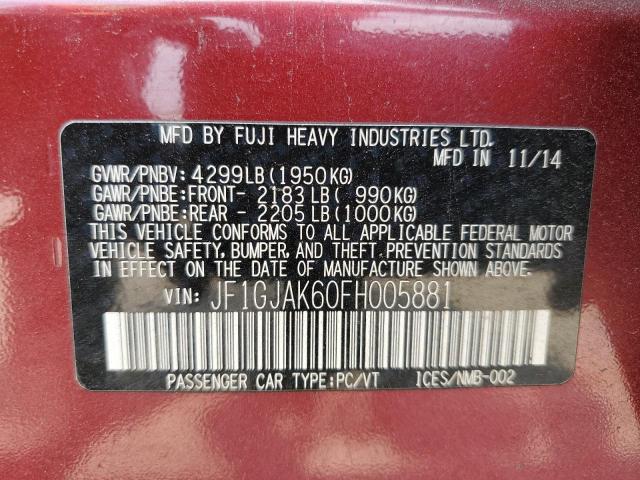 MFD BY FUJI HEAVY INDUSTRIES LTD.
MFD IN 11/14
GVWR/PNBV: 4299LB (1950KG)
GAWR/PNBE:FRONT- 2183 LB ( 990KG)
GAWR/PNBE:REAR - 2205 LB (1000KG)
THIS VEHICLE CONFORMS TO ALL APPLICABLE FEDERAL MOTOR
VEHICLE SAFETY, BUMPER, AND THEFT PREVENTION STANDARDS
IN EFFECT ON THE DATE OF MANUFACTURE SHOWN ABOVE.
VIN: JF1GJAK60FH005881
PASSENGER CAR TYPE:PC/VT ICES/NMB-002